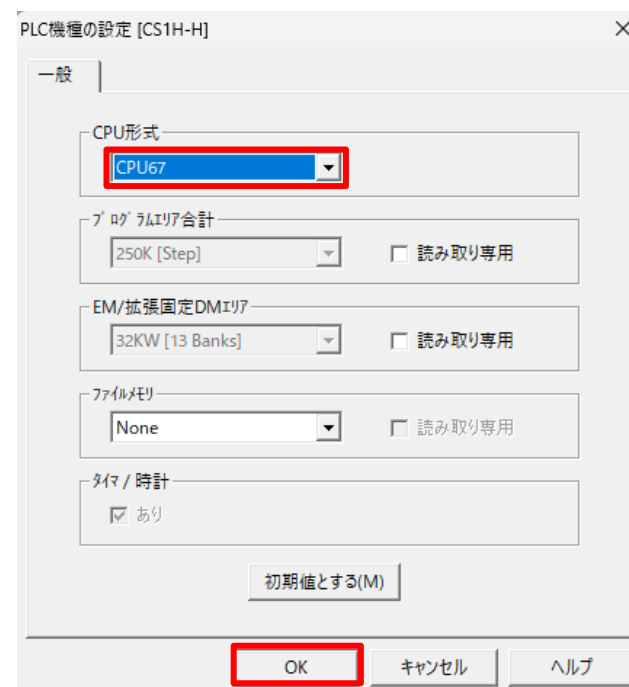 PLC機種の設定 [CS1H-H]
一般
CPU形式
CPU67
ﾌﾟﾛｸﾞﾗﾑｴﾘｱ合計
250K [Step]
読み取り専用
EM/拡張固定DMｴﾘｱ
32KW [13 Banks]
読み取り専用
ﾌｧｲﾙﾒﾓﾘ
None
読み取り専用
ﾀｲﾏ / 時計
あり
初期値とする(M)
OK
キャンセル
ヘルプ